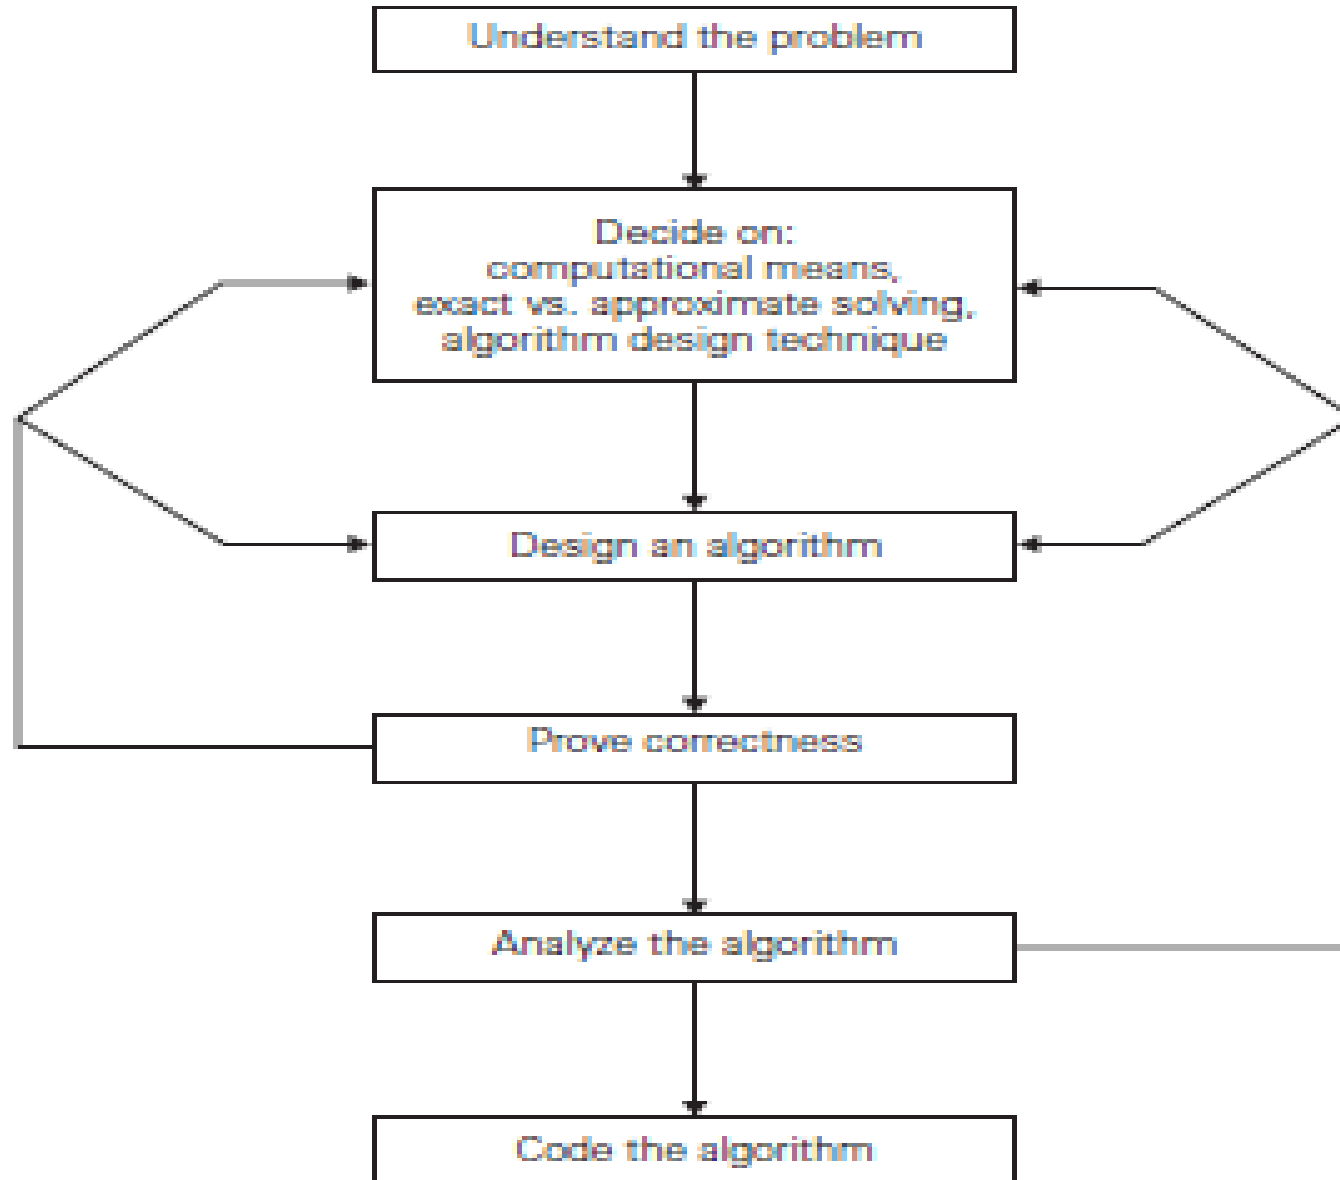 Understand the problem
Decide on:
computational means,
exact vs. approximate solving,
algorithm design technique
Design an algorithm
Prove correctness
Analyze the algorithm
Code the algorithm